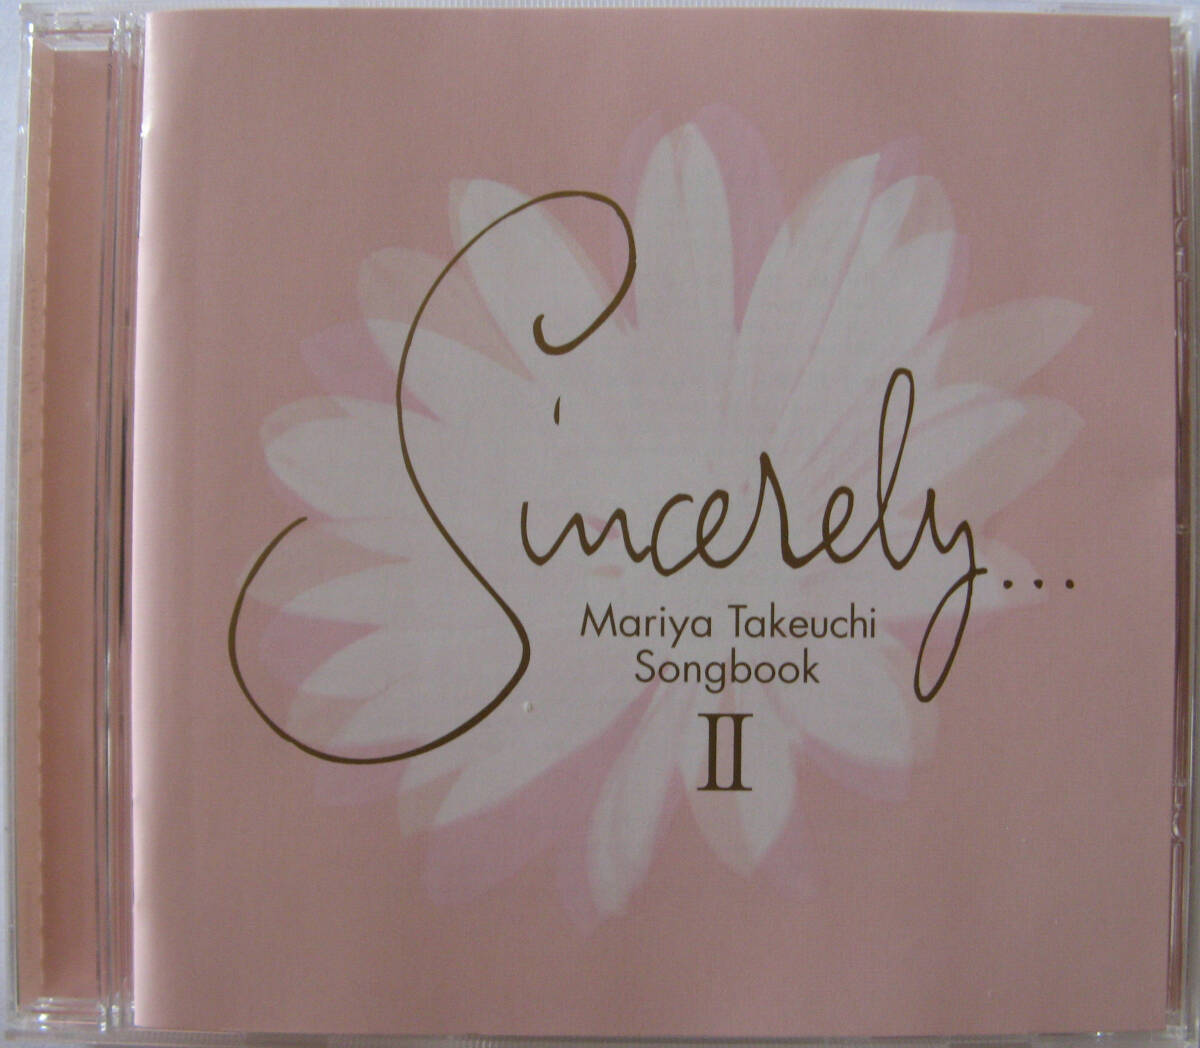 Sincerely...
Mariya Takeuchi
Songbook
II